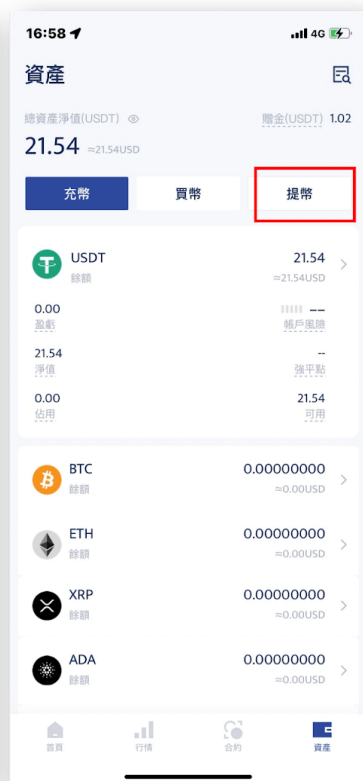 16:58
4G
資產
總資產淨值(USDT)
贈金(USDT) 1.02
21.54 ≈21.54USD
充幣
買幣
提幣
USDT 21.54
餘額 ≈21.54USD
0.00 --
盈虧 帳戶風險
21.54 --
淨值 強平點
0.00 21.54
佔用 可用
BTC 0.00000000
餘額 ≈0.00USD
ETH 0.00000000
餘額 ≈0.00USD
XRP 0.00000000
餘額 ≈0.00USD
ADA 0.00000000
餘額 ≈0.00USD
首頁 行情 合約 資產